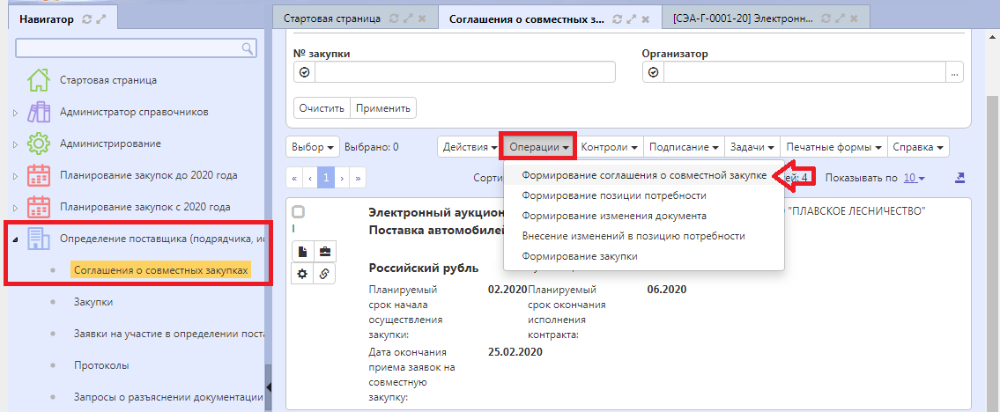 Навигатор
Стартовая страница
Администратор справочников
Администрирование
Планирование закупок до 2020 года
Планирование закупок с 2020 года
Определение поставщика (подрядчика, ис
Соглашения о совместных закупках
Закупки
Заявки на участие в определении поста
Протоколы
Запросы о разъяснении документации
Стартовая страница
Соглашения о совместных з...
[СЭА-Г-0001-20] Электронн...
№ закупки
Организатор
...
Очистить
Применить
Выбор
Выбрано: 0
Действия
Операции
Контроли
Подписание
Задачи
Печатные формы
Справка
« ‹ 1 › »
Сорти
ей: 4
Показывать по 10
Формирование соглашения о совместной закупке
Формирование позиции потребности
Формирование изменения документа
Внесение изменений в позицию потребности
Формирование закупки
Электронный аукцион
"ПЛАВСКОЕ ЛЕСНИЧЕСТВО"
Поставка автомобилей
Российский рубль
Планируемый срок начала осуществления закупки:
02.2020
Планируемый срок окончания исполнения контракта:
06.2020
Дата окончания приема заявок на совместную закупку:
25.02.2020